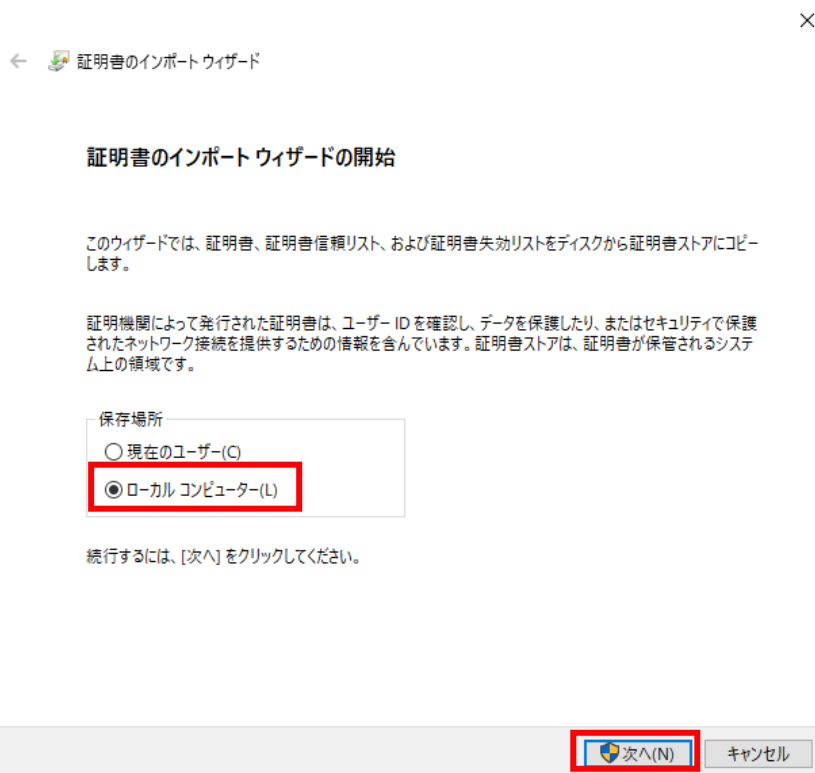 証明書のインポート ウィザード
証明書のインポート ウィザードの開始
このウィザードでは、証明書、証明書信頼リスト、および証明書失効リストをディスクから証明書ストアにコピー
します。
証明機関によって発行された証明書は、ユーザー ID を確認し、データを保護したり、またはセキュリティで保護
されたネットワーク接続を提供するための情報を含んでいます。証明書ストアは、証明書が保管されるシステ
ム上の領域です。
保存場所
現在のユーザー(C)
ローカル コンピューター(L)
続行するには、[次へ] をクリックしてください。
次へ(N)
キャンセル